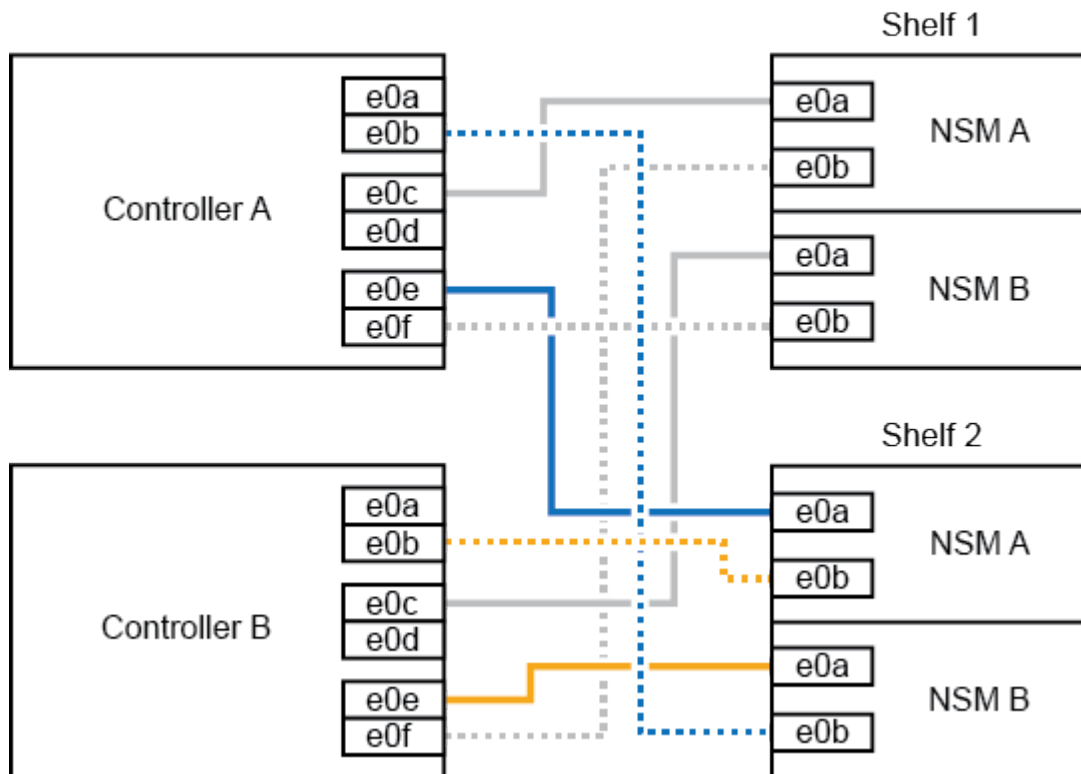 Controller A
e0a
e0b
e0c
e0d
e0e
e0f
Shelf 1
e0a
e0b
NSM A
e0a
e0b
NSM B
Controller B
e0a
e0b
e0c
e0d
e0e
e0f
Shelf 2
e0a
e0b
NSM A
e0a
e0b
NSM B